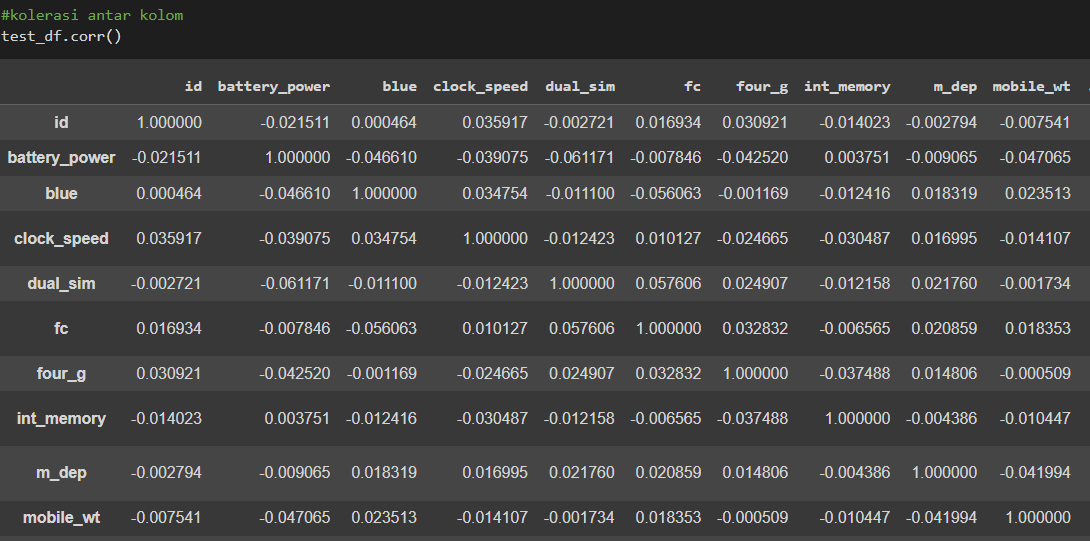 #kolerasi antar kolom
test_df.corr()
id battery_power blue clock_speed dual_sim fc four_g int_memory m_dep mobile_wt
id 1.000000 -0.021511 0.000464 0.035917 -0.002721 0.016934 0.030921 -0.014023 -0.002794 -0.007541
battery_power -0.021511 1.000000 -0.046610 -0.039075 -0.061171 -0.007846 -0.042520 0.003751 -0.009065 -0.047065
blue 0.000464 -0.046610 1.000000 0.034754 -0.011100 -0.056063 -0.001169 -0.012416 0.018319 0.023513
clock_speed 0.035917 -0.039075 0.034754 1.000000 -0.012423 0.010127 -0.024665 -0.030487 0.016995 -0.014107
dual_sim -0.002721 -0.061171 -0.011100 -0.012423 1.000000 0.057606 0.024907 -0.012158 0.021760 -0.001734
fc 0.016934 -0.007846 -0.056063 0.010127 0.057606 1.000000 0.032832 -0.006565 0.020859 0.018353
four_g 0.030921 -0.042520 -0.001169 -0.024665 0.024907 0.032832 1.000000 -0.037488 0.014806 -0.000509
int_memory -0.014023 0.003751 -0.012416 -0.030487 -0.012158 -0.006565 -0.037488 1.000000 -0.004386 -0.010447
m_dep -0.002794 -0.009065 0.018319 0.016995 0.021760 0.020859 0.014806 -0.004386 1.000000 -0.041994
mobile_wt -0.007541 -0.047065 0.023513 -0.014107 -0.001734 0.018353 -0.000509 -0.010447 -0.041994 1.000000